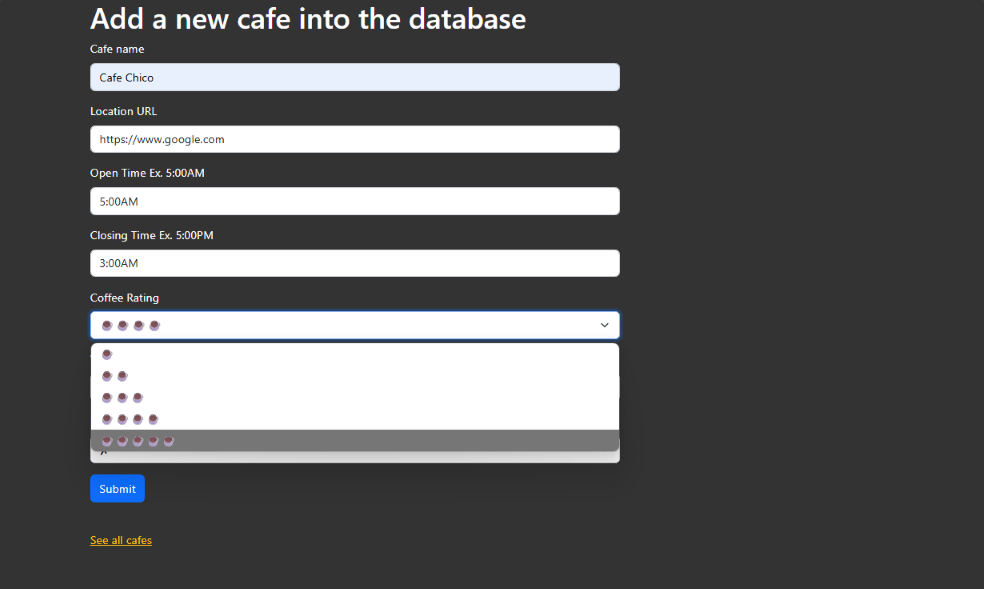 Add a new cafe into the database
Cafe name
Cafe Chico
Location URL
https://www.google.com
Open Time Ex. 5:00AM
5:00AM
Closing Time Ex. 5:00PM
3:00AM
Coffee Rating
Submit
See all cafes